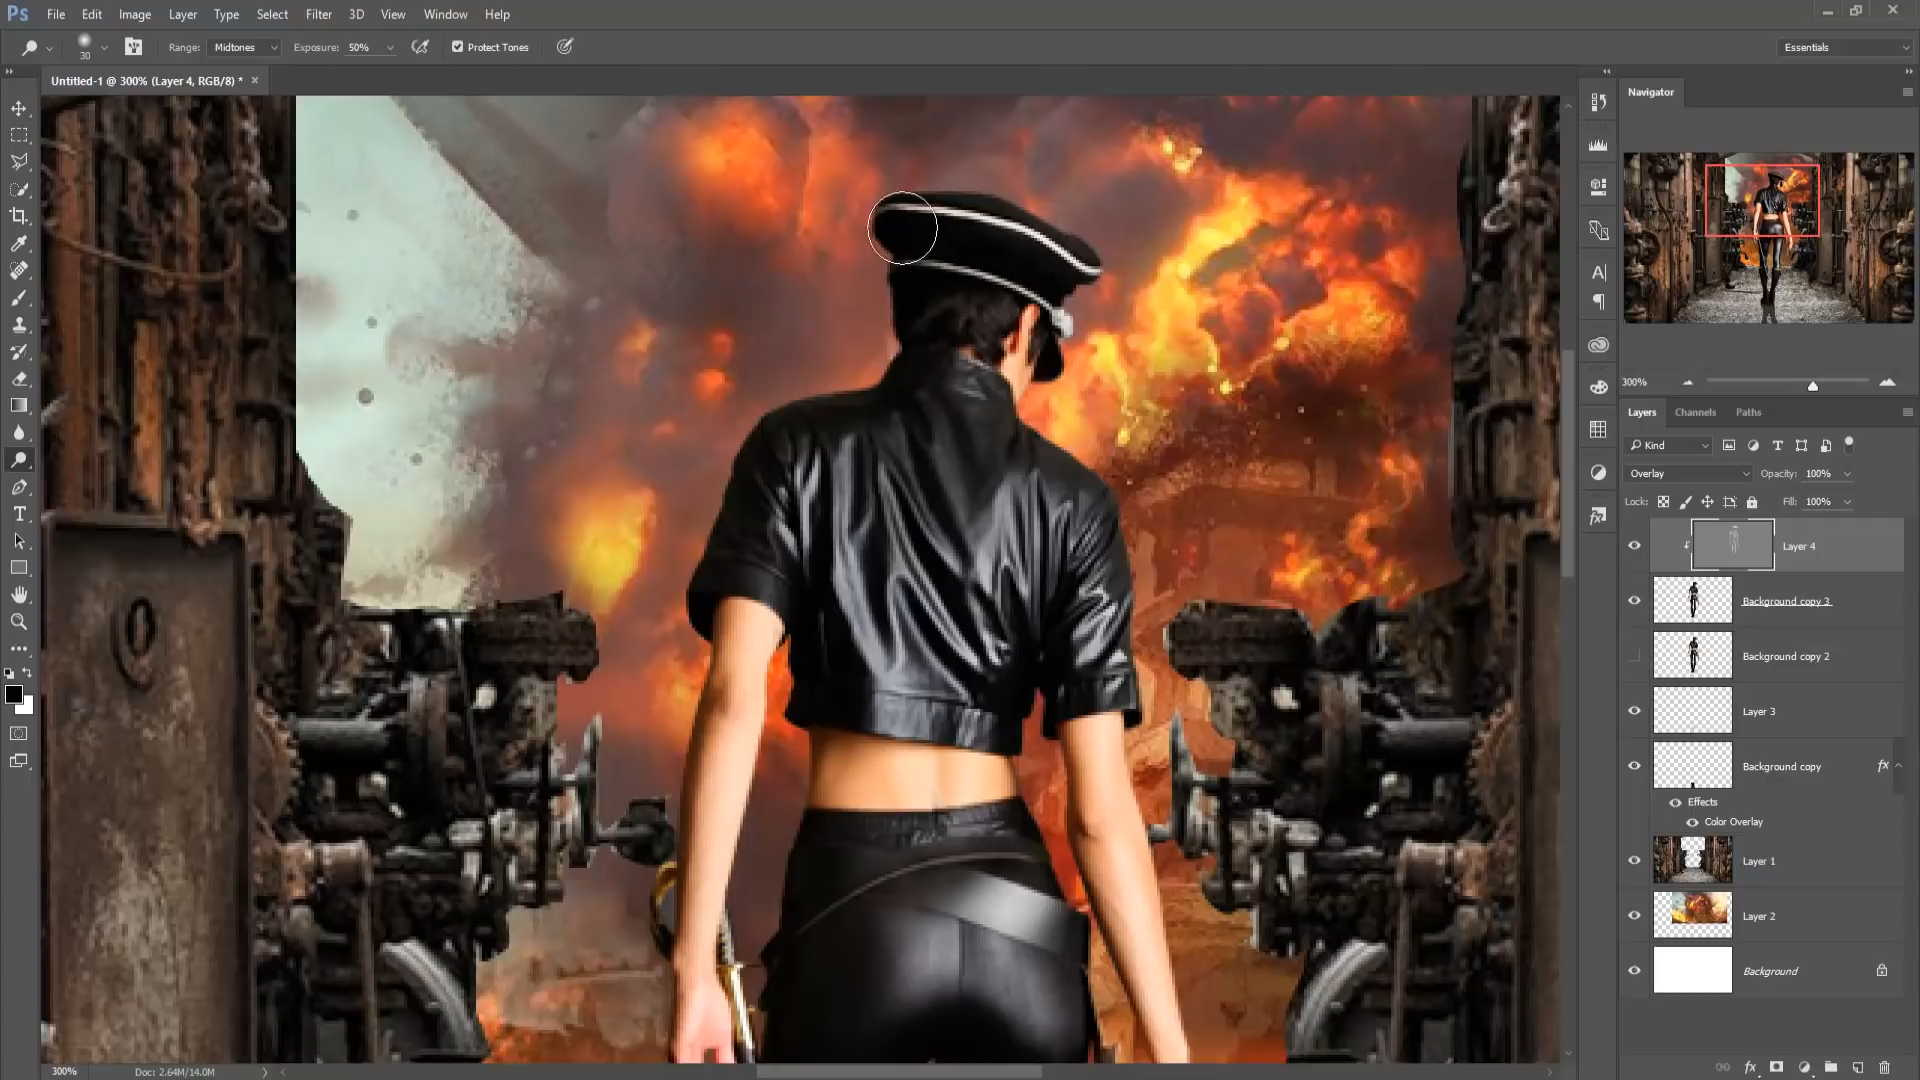 Ps File Edit Image Layer Type Select Filter 3D View Window Help
30 Range: Midtones Exposure: 50% Protect Tones Essentials
Untitled-1 @ 300% (Layer 4, RGB/8) * ×
Navigator
300%
Layers Channels Paths
Kind
Overlay Opacity: 100%
Lock: Fill: 100%
Layer 4
Background copy 3
Background copy 2
Layer 3
Background copy fx
Effects
Color Overlay
Layer 1
Layer 2
Background
300% Doc: 2.64M/14.0M